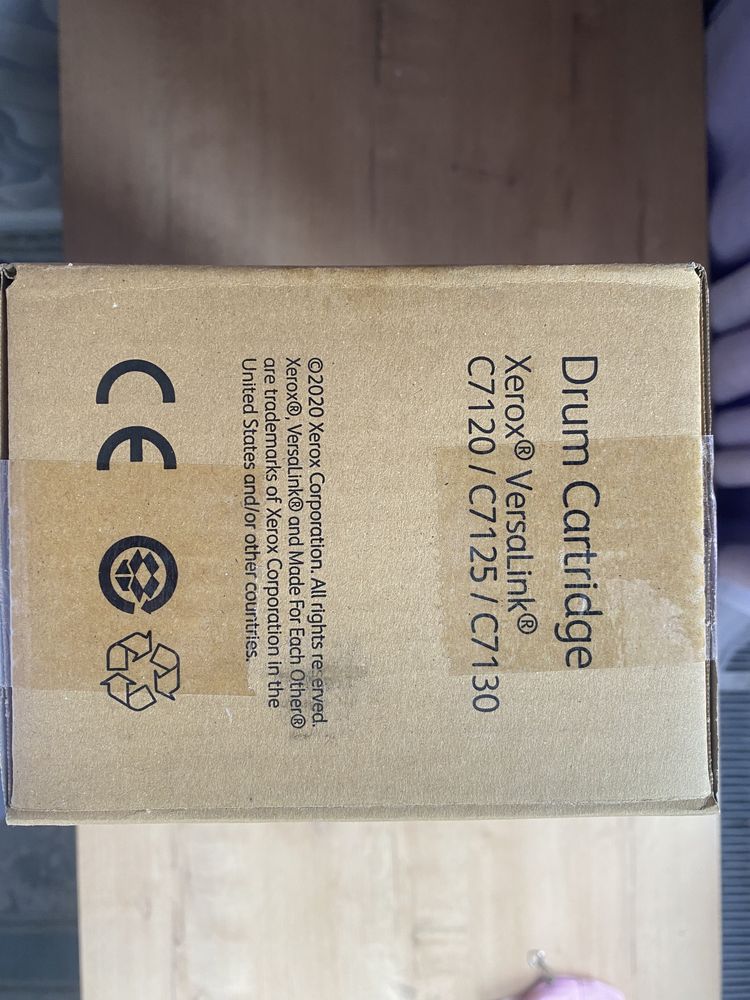 Drum Cartridge
Xerox® VersaLink®
C7120 / C7125 / C7130
©2020 Xerox Corporation. All rights reserved.
Xerox®, VersaLink® and Made For Each Other®
are trademarks of Xerox Corporation in the
United States and/or other countries.
CE